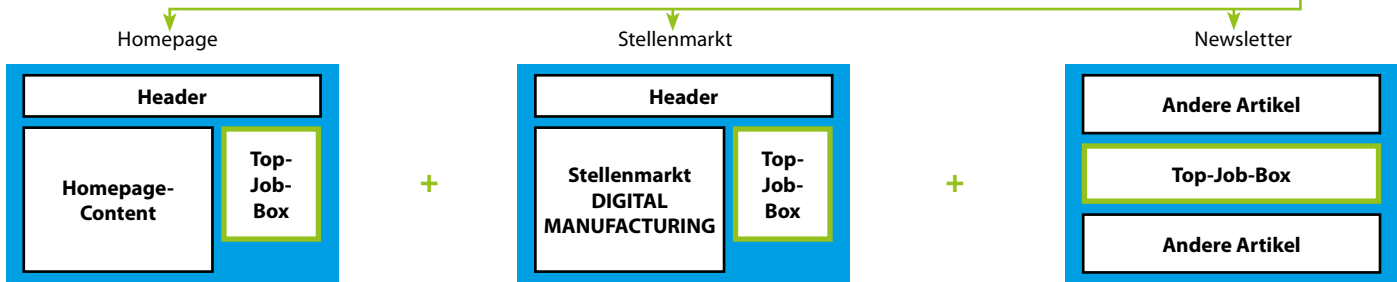 Homepage
Header
Homepage-
Content
Top-
Job-
Box
+
Stellenmarkt
Header
Stellenmarkt
DIGITAL
MANUFACTURING
Top-
Job-
Box
+
Newsletter
Andere Artikel
Top-Job-Box
Andere Artikel